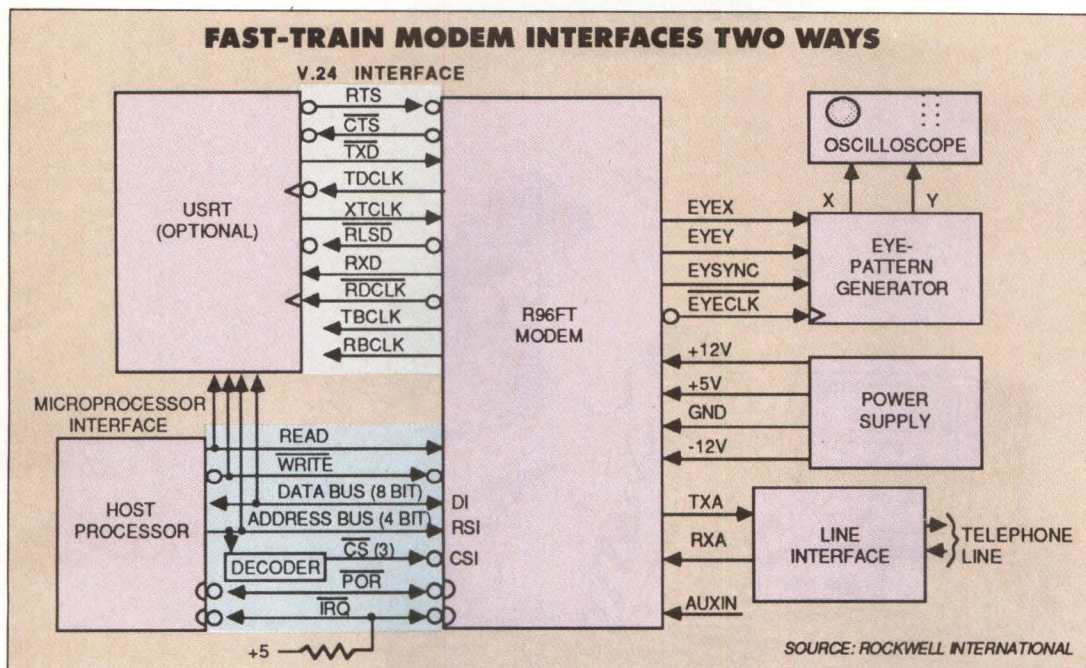 FAST-TRAIN MODEM INTERFACES TWO WAYS
V.24 INTERFACE
RTS
CTS
TXD
TDCLK
XTCLK
RLSD
RXD
RDCLK
TBCLK
RBCLK
USRT
(OPTIONAL)
R96FT
MODEM
OSCILLOSCOPE
X
Y
EYEX
EYEY
EYSYNC
EYECLK
EYE-
PATTERN
GENERATOR
+12V
+5V
GND
-12V
POWER
SUPPLY
MICROPROCESSOR
INTERFACE
HOST
PROCESSOR
READ
WRITE
DATA BUS (8 BIT)
DI
ADDRESS BUS (4 BIT)
RSI
CS (3)
CSI
DECODER
POR
IRQ
+5
TXA
RXA
AUXIN
LINE
INTERFACE
TELEPHONE
LINE
SOURCE: ROCKWELL INTERNATIONAL